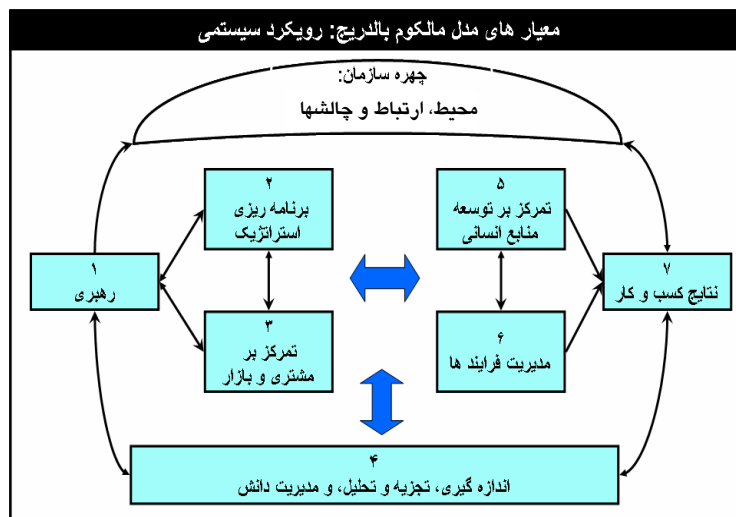 معیار های مدل مالکوم بالدریج: رویکرد سیستمی
چهره سازمان:
محیط، ارتباط و چالشها
۱
رهبری
۲
برنامه ریزی
استراتژیک
۳
تمرکز بر
مشتری و بازار
۵
تمرکز بر توسعه
منابع انسانی
۶
مدیریت فرایند ها
۷
نتایج کسب و کار
۴
اندازه گیری، تجزیه و تحلیل، و مدیریت دانش